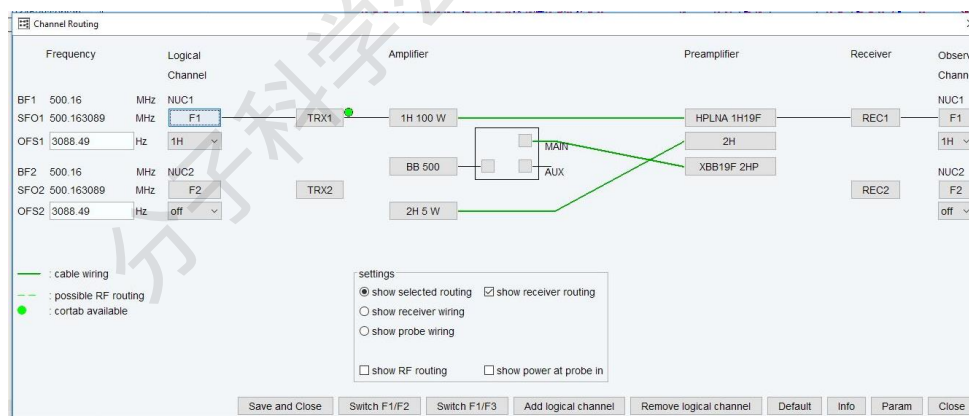 Channel Routing
Frequency Logical Channel Amplifier Preamplifier Receiver
BF1 500.16 MHz NUC1 NUC1
SFO1 500.163089 MHz F1 TRX1 1H 100 W HPLNA 1H19F REC1 F1
OFS1 3088.49 Hz 1H 2H 1H
MAIN
BF2 500.16 MHz NUC2 BB 500 AUX XBB19F 2HP NUC2
SFO2 500.163089 MHz F2 TRX2 REC2 F2
OFS2 3088.49 Hz off 2H 5 W off
: cable wiring
: possible RF routing
: cortab available
settings
show selected routing show receiver routing
show receiver wiring
show probe wiring
show RF routing show power at probe in
Save and Close Switch F1/F2 Switch F1/F3 Add logical channel Remove logical channel Default Info Param Close
分子科学